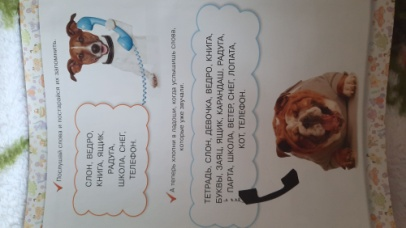 Послушай слова и постарайся их запомнить.
СЛОН, ВЕДРО,
КНИГА, ЯЩИК,
РАДУГА,
ШКОЛА, СНЕГ,
ТЕЛЕФОН.
А теперь хлопни в ладоши, когда услышишь слова,
которые уже звучали.
ТЕТРАДЬ, СЛОН, ДЕВОЧКА, ВЕДРО, КНИГА,
БУКВЫ, ЗАЯЦ, ЯЩИК, КАРАНДАШ, РАДУГА,
ПАРТА, ШКОЛА, ВЕТЕР, СНЕГ, ЛОПАТА,
КОТ, ТЕЛЕФОН.